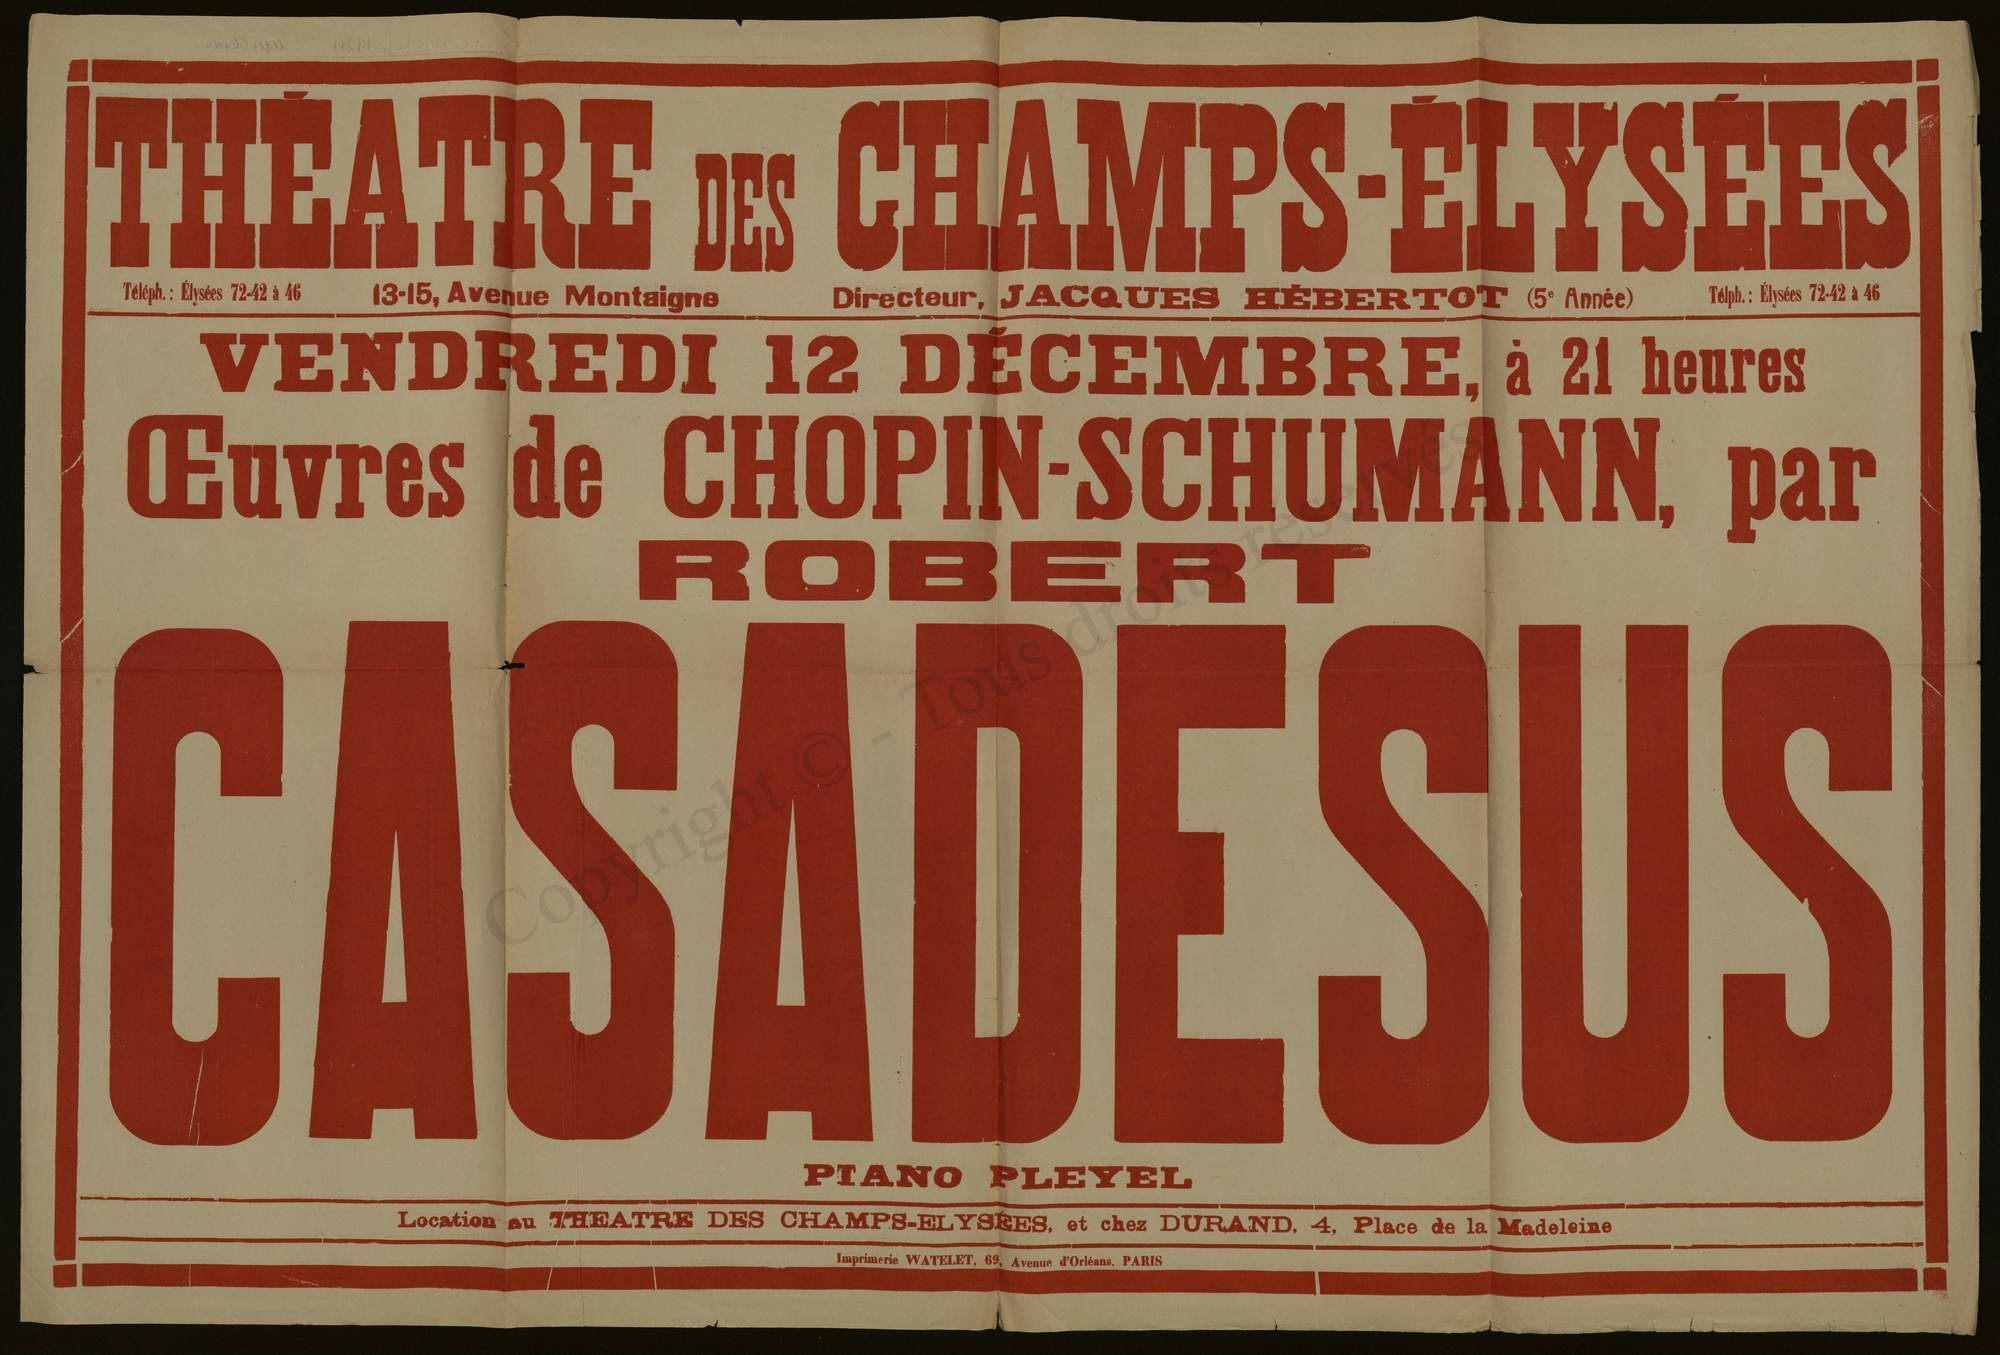 THÉATRE DES CHAMPS-ÉLYSÉES
Téléph.: Élysées 72-42 à 46 13-15, Avenue Montaigne Directeur, JACQUES HÉBERTOT (5e Année) Télph.: Élysées 72-42 à 46
VENDREDI 12 DÉCEMBRE, à 21 heures
Œuvres de CHOPIN-SCHUMANN, par
ROBERT
CASADESUS
PIANO PLEYEL
Location au THEATRE DES CHAMPS-ELYSÉES, et chez DURAND, 4, Place de la Madeleine
Imprimerie WATELET, 69, Avenue d'Orléans, PARIS
Copyright © - Tous droits réservés